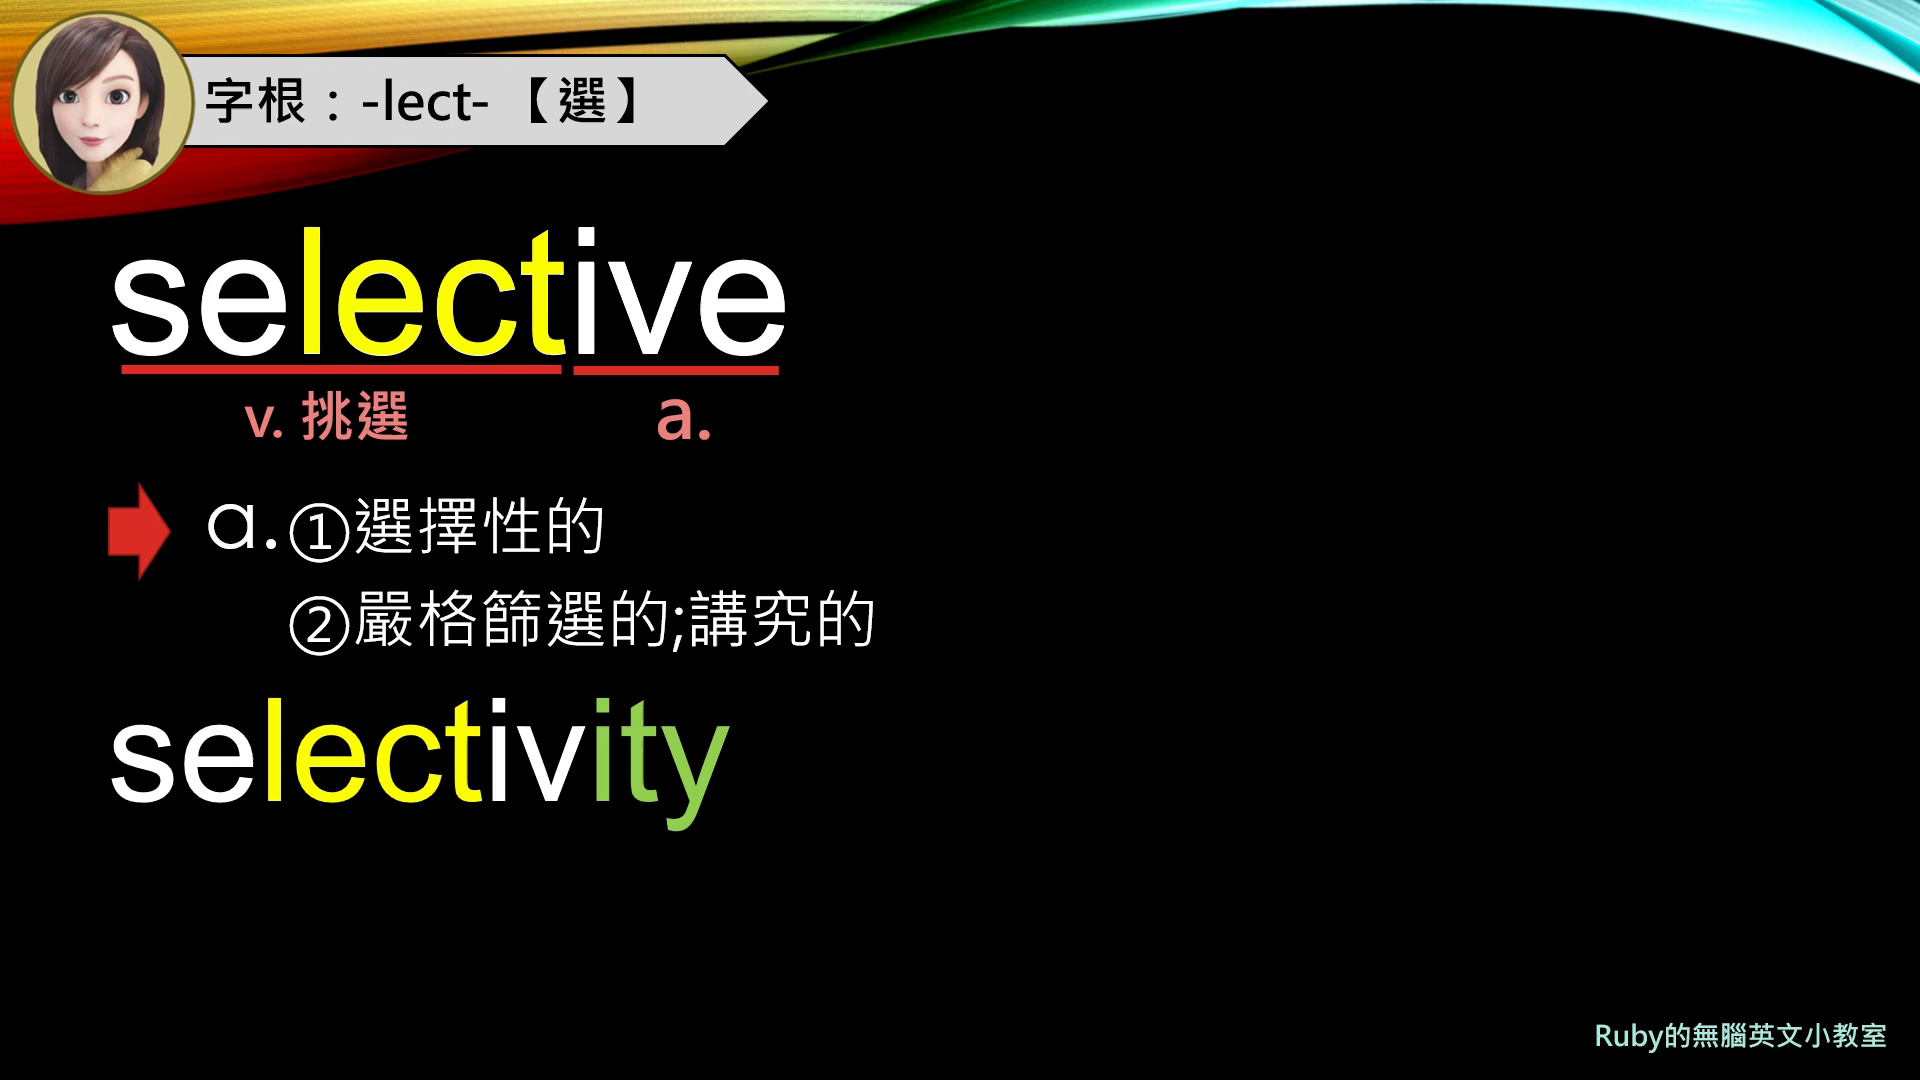 字根：-lect-【選】
selective
v. 挑選 a.
a.①選擇性的
②嚴格篩選的;講究的
selectivity
Ruby的無腦英文小教室